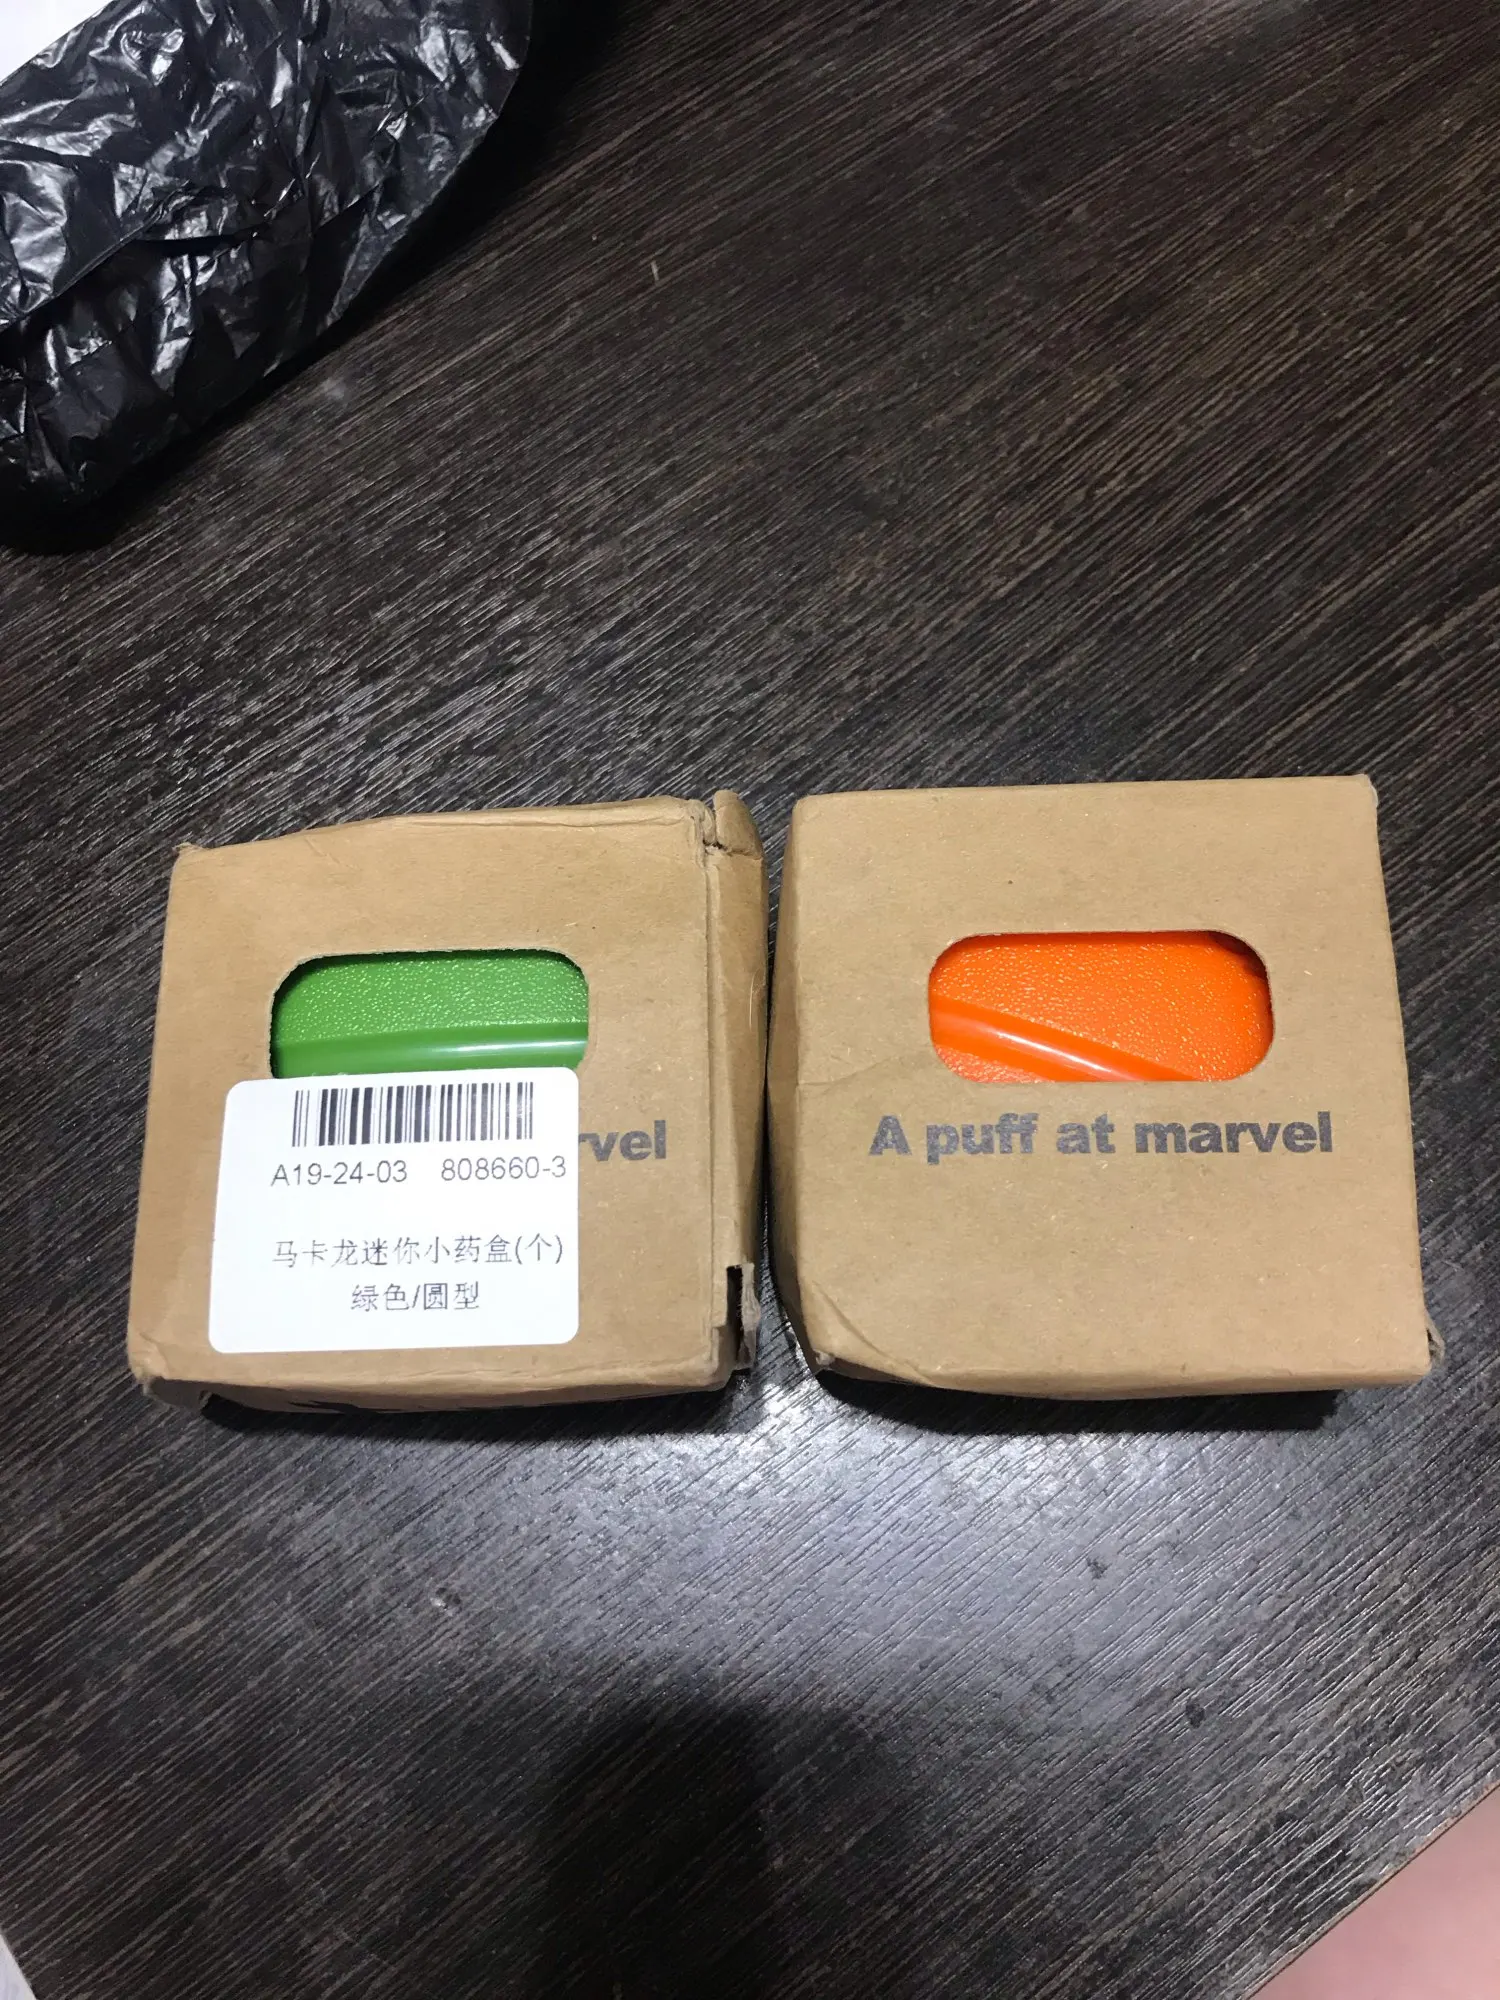 A19-24-03 808660-3
马卡龙迷你小药盒(个)
绿色/圆型
rvel
A puff at marvel